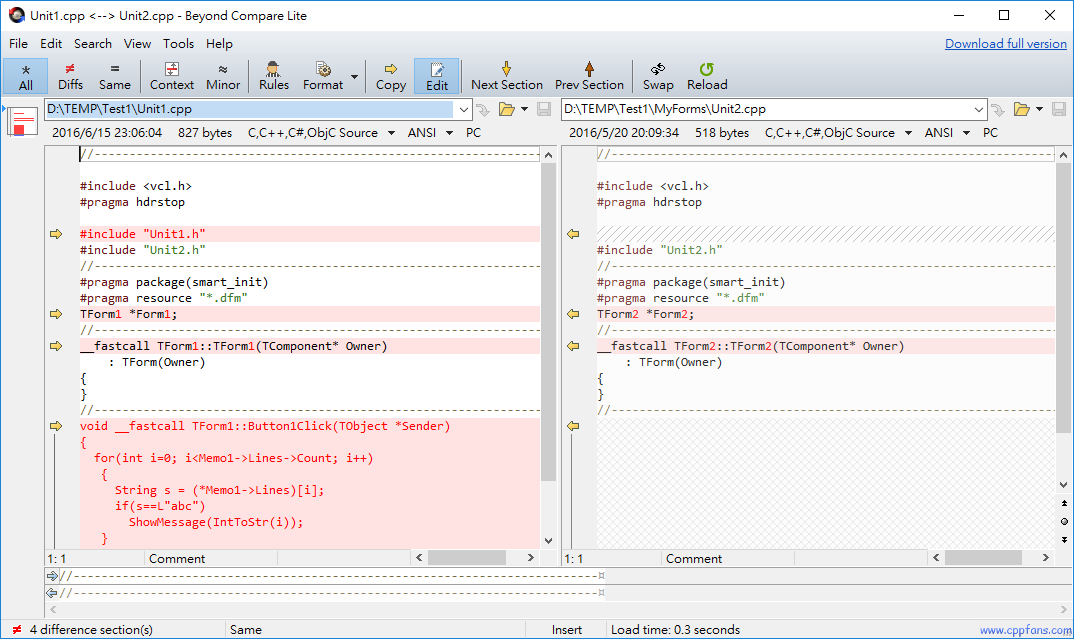 Unit1.cpp <--> Unit2.cpp - Beyond Compare Lite
File Edit Search View Tools Help Download full version
All Diffs Same Context Minor Rules Format Copy Edit Next Section Prev Section Swap Reload
D:\TEMP\Test1\Unit1.cpp
2016/6/15 23:06:04 827 bytes C,C++,C#,ObjC Source ANSI PC
//------------------------------------------------------------------

#include <vcl.h>
#pragma hdrstop

#include "Unit1.h"
#include "Unit2.h"
//------------------------------------------------------------------
#pragma package(smart_init)
#pragma resource "*.dfm"
TForm1 *Form1;
//------------------------------------------------------------------
__fastcall TForm1::TForm1(TComponent* Owner)
    : TForm(Owner)
{
}
//------------------------------------------------------------------
void __fastcall TForm1::Button1Click(TObject *Sender)
{
  for(int i=0; i<Memo1->Lines->Count; i++)
   {
     String s = (*Memo1->Lines)[i];
     if(s==L"abc")
       ShowMessage(IntToStr(i));
   }
1: 1 Comment
D:\TEMP\Test1\MyForms\Unit2.cpp
2016/5/20 20:09:34 518 bytes C,C++,C#,ObjC Source ANSI PC
//------------------------------------------------------------------

#include <vcl.h>
#pragma hdrstop

#include "Unit2.h"
//------------------------------------------------------------------
#pragma package(smart_init)
#pragma resource "*.dfm"
TForm2 *Form2;
//------------------------------------------------------------------
__fastcall TForm2::TForm2(TComponent* Owner)
    : TForm(Owner)
{
}
//------------------------------------------------------------------
1: 1 Comment
//---------------------------------------------------------------------------¤
//---------------------------------------------------------------------------¤
≠ 4 difference section(s) Same Insert Load time: 0.3 seconds
www.cppfans.com